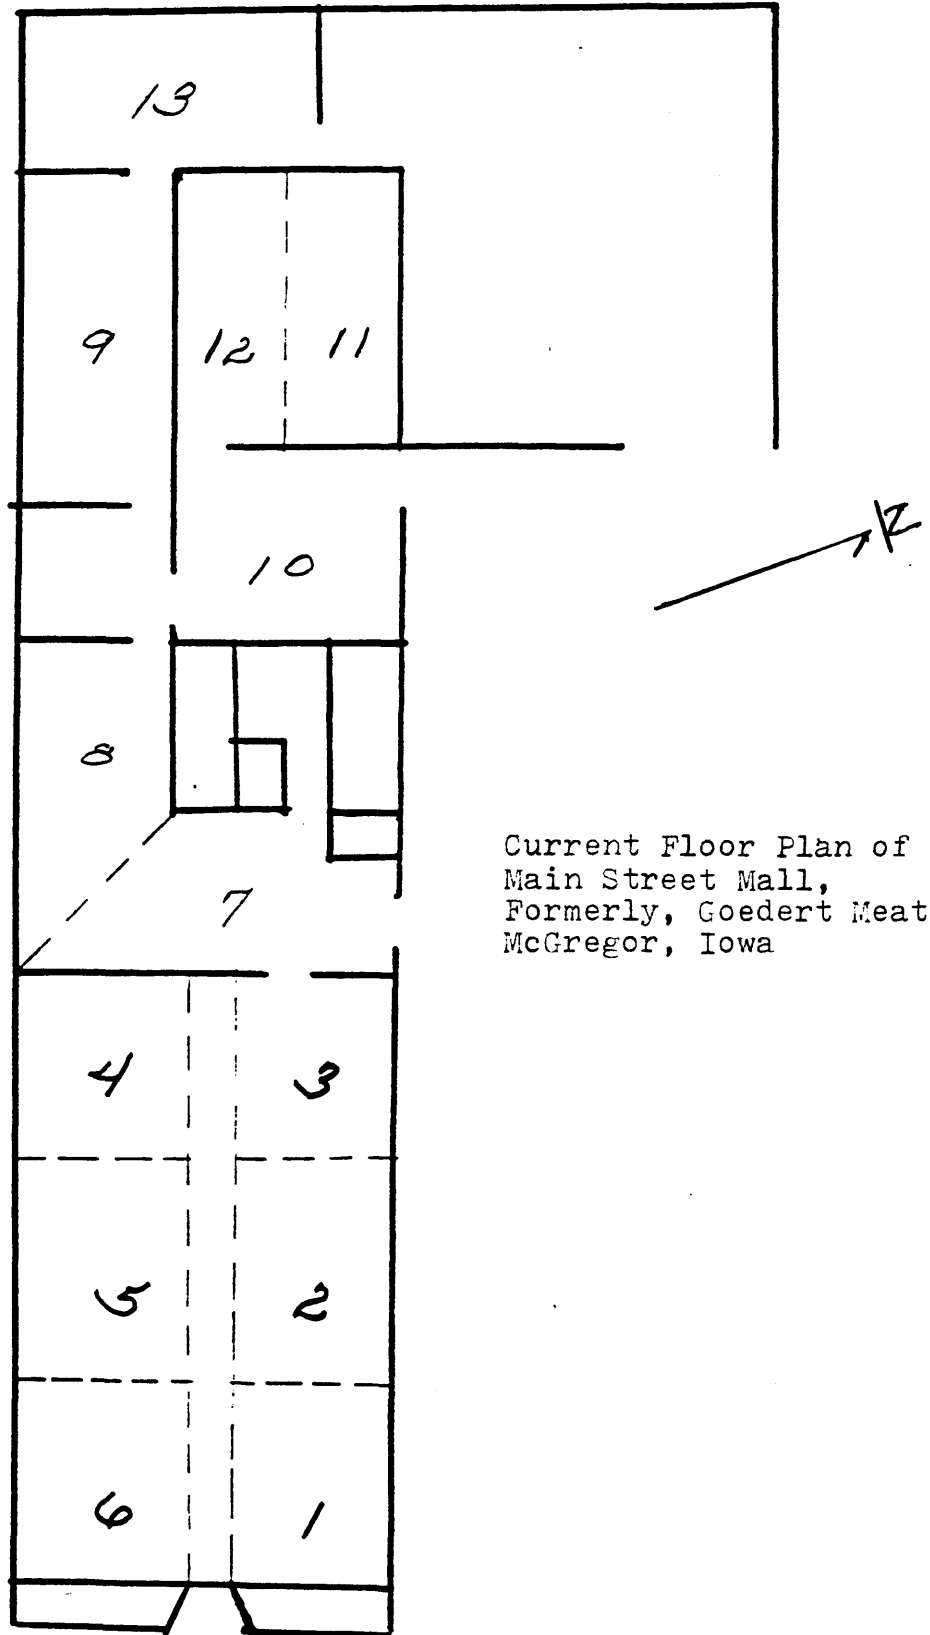 13
9 12 11
N
10
8
Current Floor Plan of
Main Street Mall,
Formerly, Goedert Meat
McGregor, Iowa
7
4 3
5 2
6 1